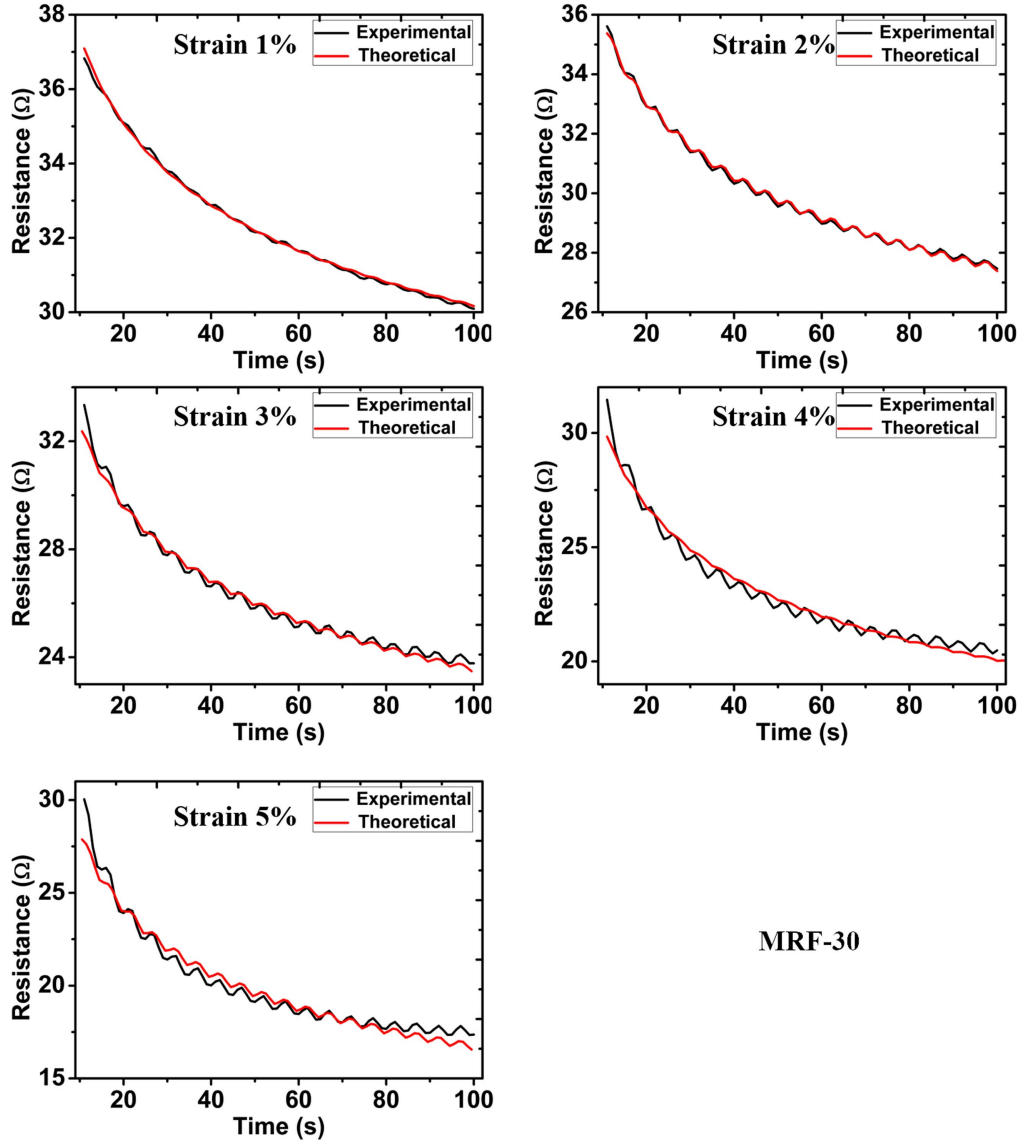 38
36
34
32
30
Resistance (Ω)
Strain 1%
Experimental
Theoretical
20 40 60 80 100
Time (s)
36
34
32
30
28
26
Resistance (Ω)
Strain 2%
Experimental
Theoretical
20 40 60 80 100
Time (s)
32
28
24
Resistance (Ω)
Strain 3%
Experimental
Theoretical
20 40 60 80 100
Time (s)
30
25
20
Resistance (Ω)
Strain 4%
Experimental
Theoretical
20 40 60 80 100
Time (s)
30
25
20
15
Resistance (Ω)
Strain 5%
Experimental
Theoretical
20 40 60 80 100
Time (s)
MRF-30